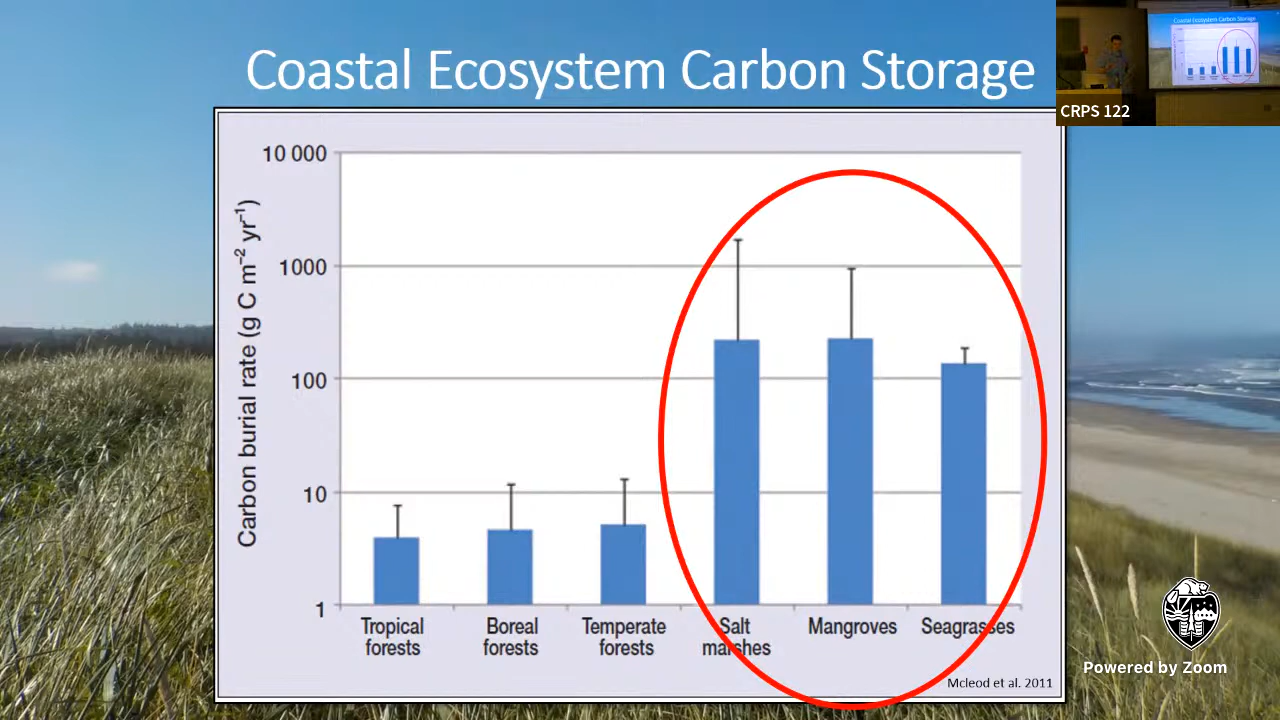 Coastal Ecosystem Carbon Storage
CRPS 122
10 000
1000
100
10
1
Carbon burial rate (g C m⁻² yr⁻¹)
Tropical forests
Boreal forests
Temperate forests
Salt marshes
Mangroves
Seagrasses
Mcleod et al. 2011
Powered by Zoom